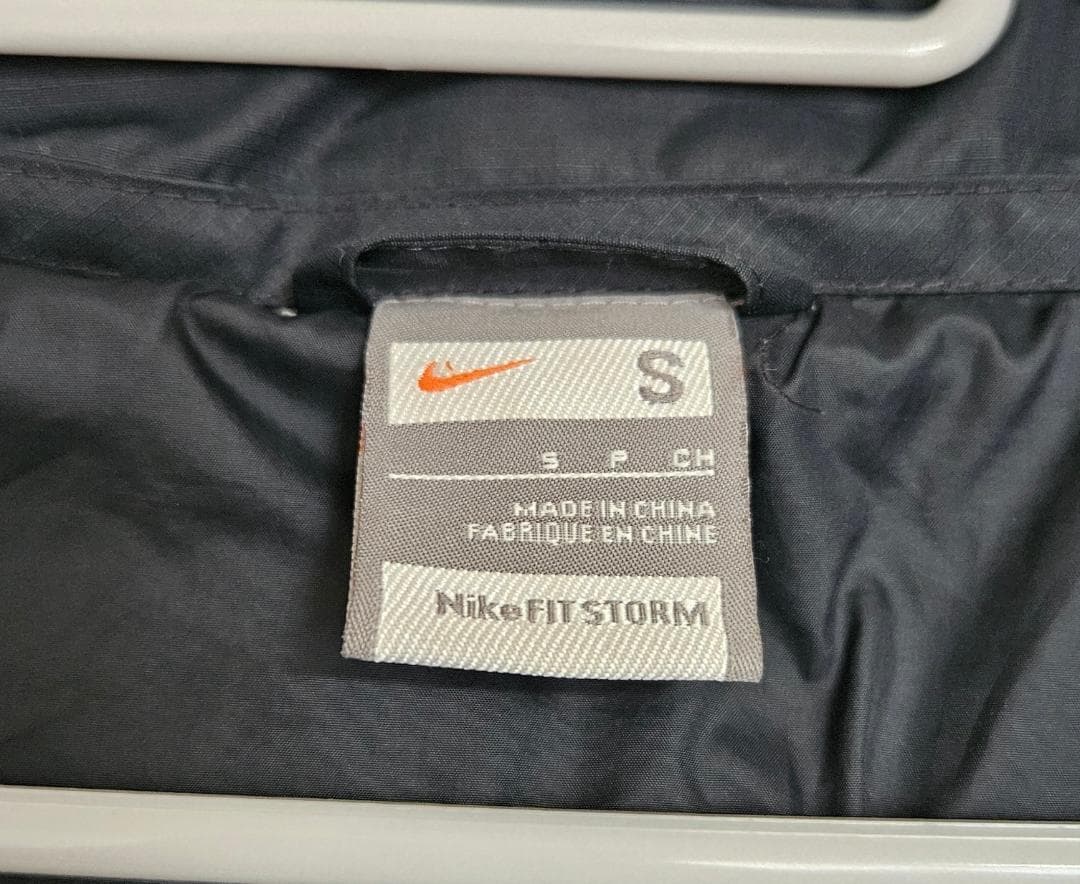 S
S P CH
MADE IN CHINA
FABRIQUE EN CHINE
NikeFIT STORM